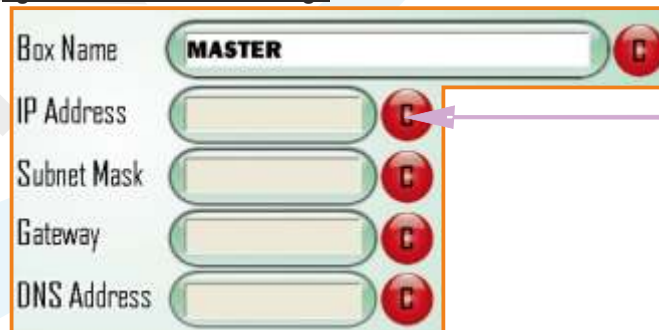 Box Name MASTER C
IP Address C
Subnet Mask C
Gateway C
DNS Address C